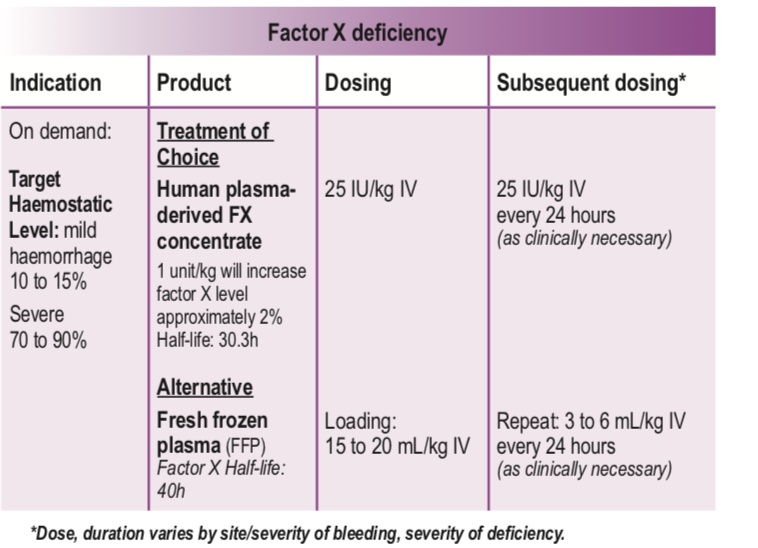 Factor X deficiency
Indication
Product
Dosing
Subsequent dosing*
On demand:
Target
Haemostatic
Level: mild
haemorrhage
10 to 15%
Severe
70 to 90%
Treatment of
Choice
Human plasma-
derived FX
concentrate
1 unit/kg will increase
factor X level
approximately 2%
Half-life: 30.3h
25 IU/kg IV
25 IU/kg IV
every 24 hours
(as clinically necessary)
Alternative
Fresh frozen
plasma (FFP)
Factor X Half-life:
40h
Loading:
15 to 20 mL/kg IV
Repeat: 3 to 6 mL/kg IV
every 24 hours
(as clinically necessary)
*Dose, duration varies by site/severity of bleeding, severity of deficiency.